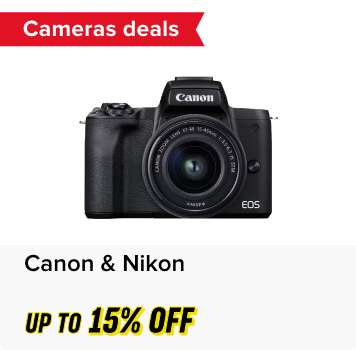 Cameras deals
Canon
CANON ZOOM LENS EF-M 15-45mm 1:3.5-6.3 IS STM
EOS
Canon & Nikon
UP TO 15% OFF